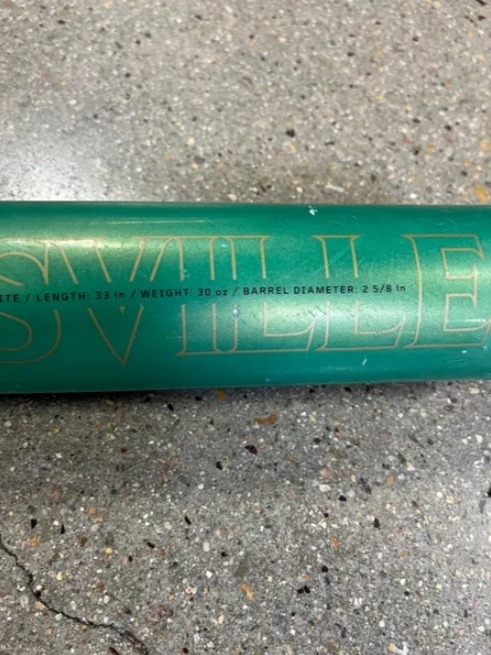 SVILLE
ITE / LENGTH: 33 in / WEIGHT: 30 oz / BARREL DIAMETER: 2 5/8 in